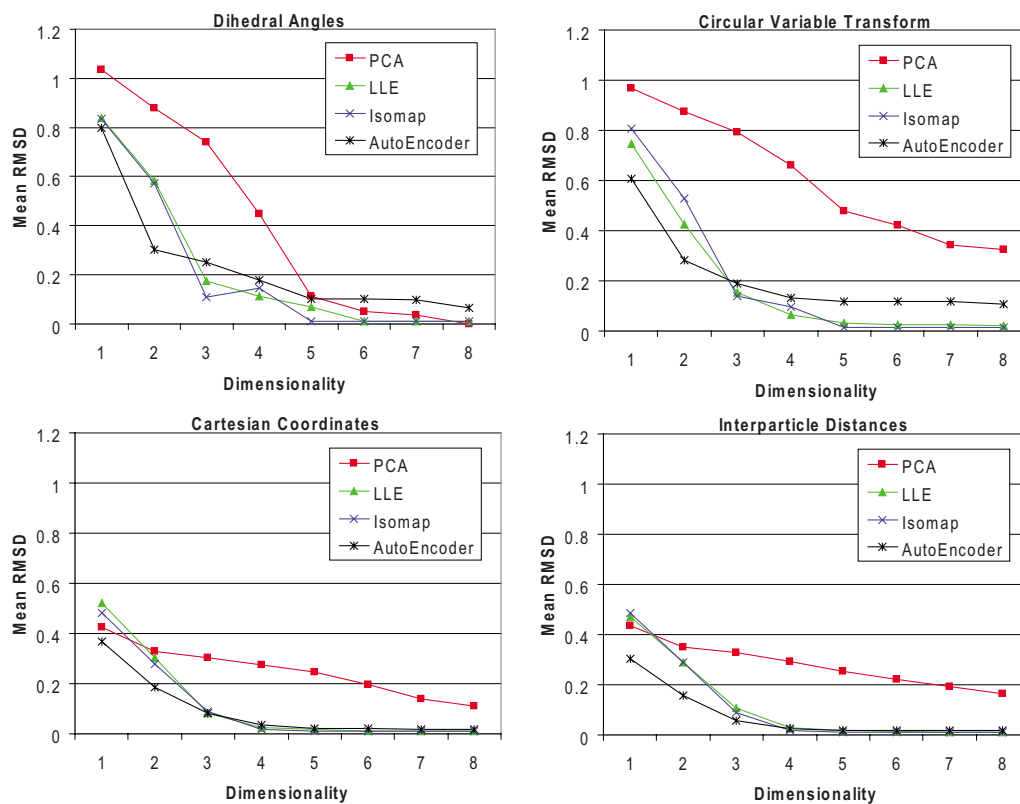 Dihedral Angles
1.2
1
0.8
0.6
0.4
0.2
0
Mean RMSD
PCA
LLE
Isomap
AutoEncoder
1 2 3 4 5 6 7 8
Dimensionality
Circular Variable Transform
1.2
1
0.8
0.6
0.4
0.2
0
Mean RMSD
PCA
LLE
Isomap
AutoEncoder
1 2 3 4 5 6 7 8
Dimensionality
Cartesian Coordinates
1.2
1
0.8
0.6
0.4
0.2
0
Mean RMSD
PCA
LLE
Isomap
AutoEncoder
1 2 3 4 5 6 7 8
Dimensionality
Interparticle Distances
1.2
1
0.8
0.6
0.4
0.2
0
Mean RMSD
PCA
LLE
Isomap
AutoEncoder
1 2 3 4 5 6 7 8
Dimensionality